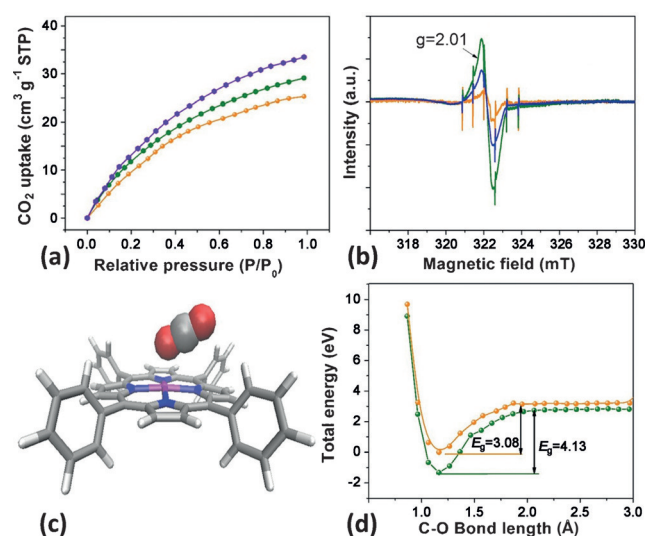 CO₂ uptake (cm³ g⁻¹ STP)
40
30
20
10
0
0.0 0.2 0.4 0.6 0.8 1.0
Relative pressure (P/P₀)
(a)
Intensity (a.u.)
g=2.01
316 318 320 322 324 326 328 330
Magnetic field (mT)
(b)
(c)
Total energy (eV)
10
8
6
4
2
0
-2
Eg=3.08
Eg=4.13
0.5 1.0 1.5 2.0 2.5 3.0
C-O Bond length (Å)
(d)